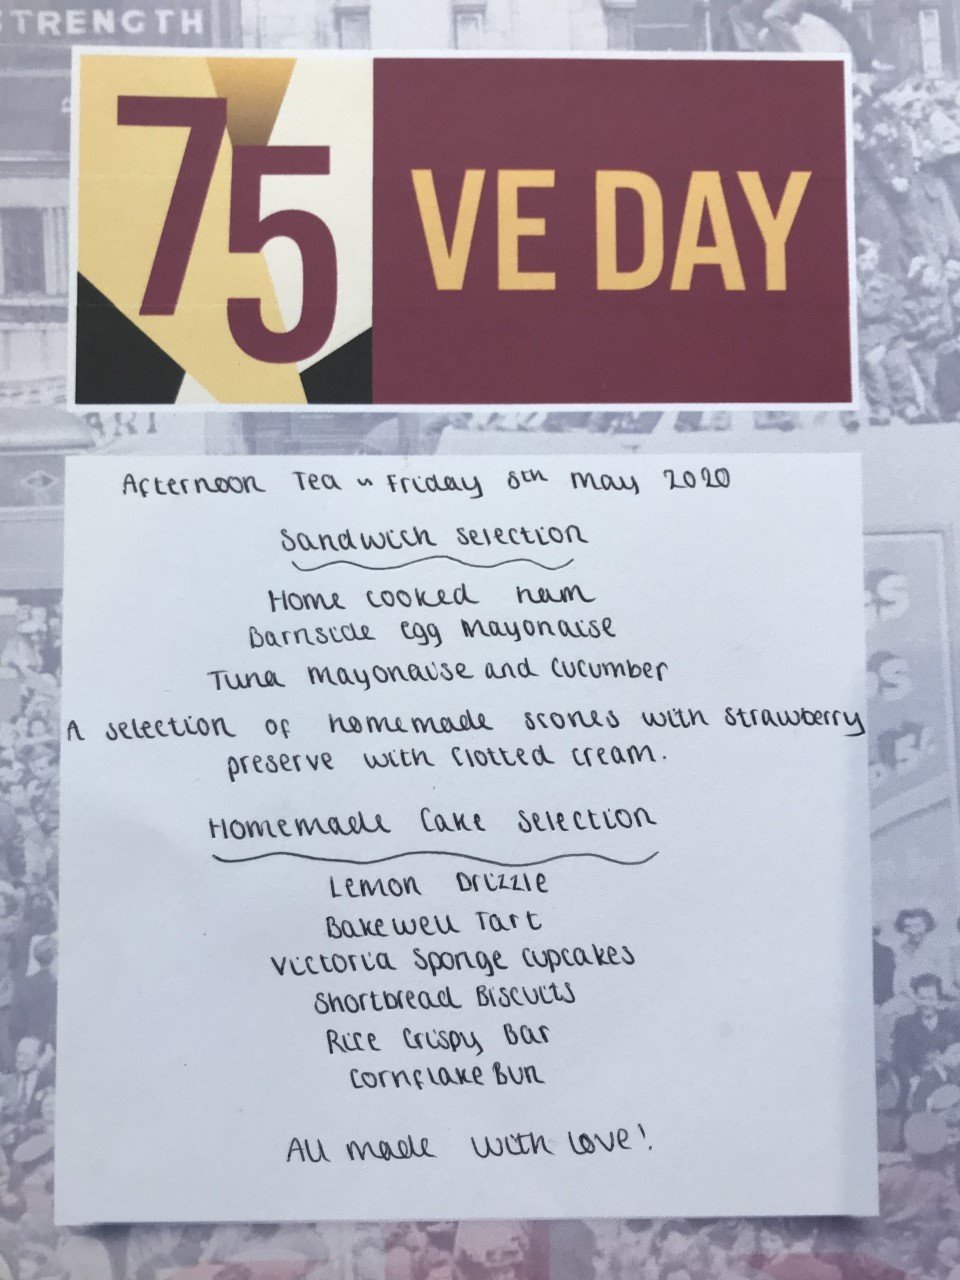 STRENGTH
75 VE DAY
ART
Afternoon Tea ~ Friday 8th May 2020
Sandwich Selection
Home cooked ham
Barnside egg Mayonaise
Tuna mayonaise and cucumber
A selection of homemade scones with strawberry
preserve with clotted cream.
Homemade Cake Selection
Lemon Drizzle
Bakewell Tart
Victoria Sponge Cupcakes
Shortbread Biscuits
Rice Crispy Bar
Cornflake Bun
All made with love!